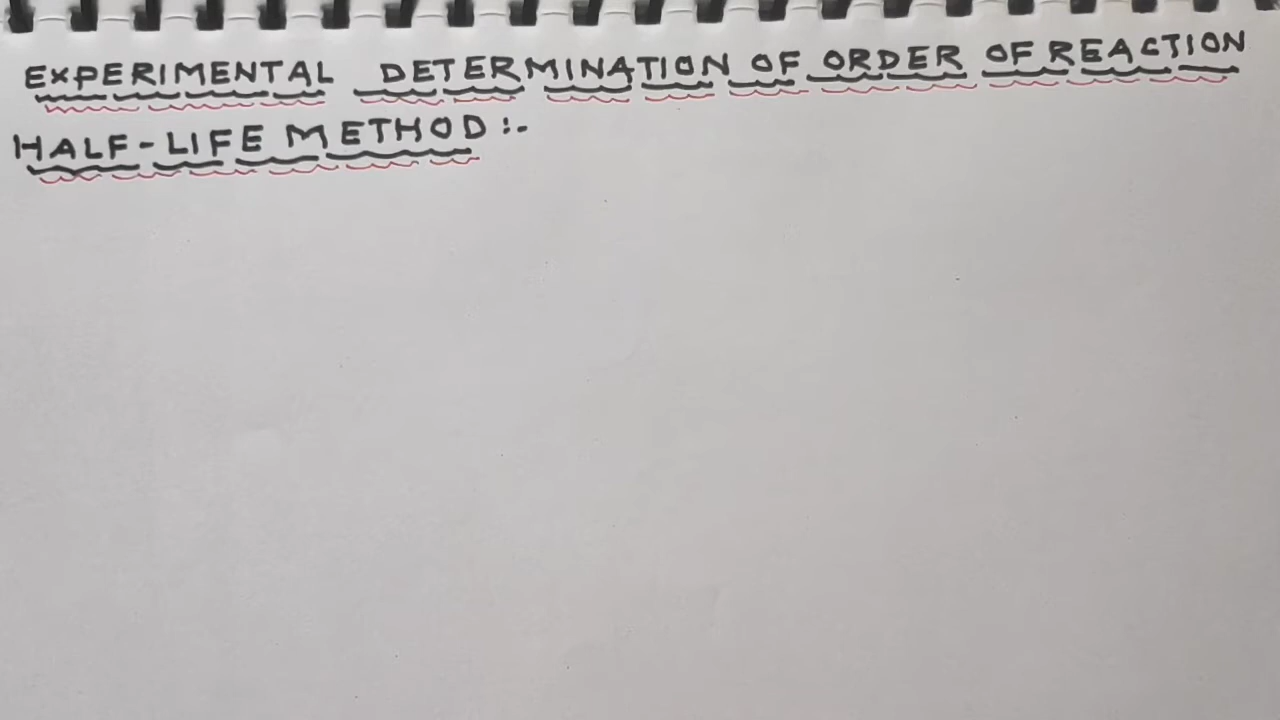 EXPERIMENTAL DETERMINATION OF ORDER OF REACTION
HALF-LIFE METHOD :-